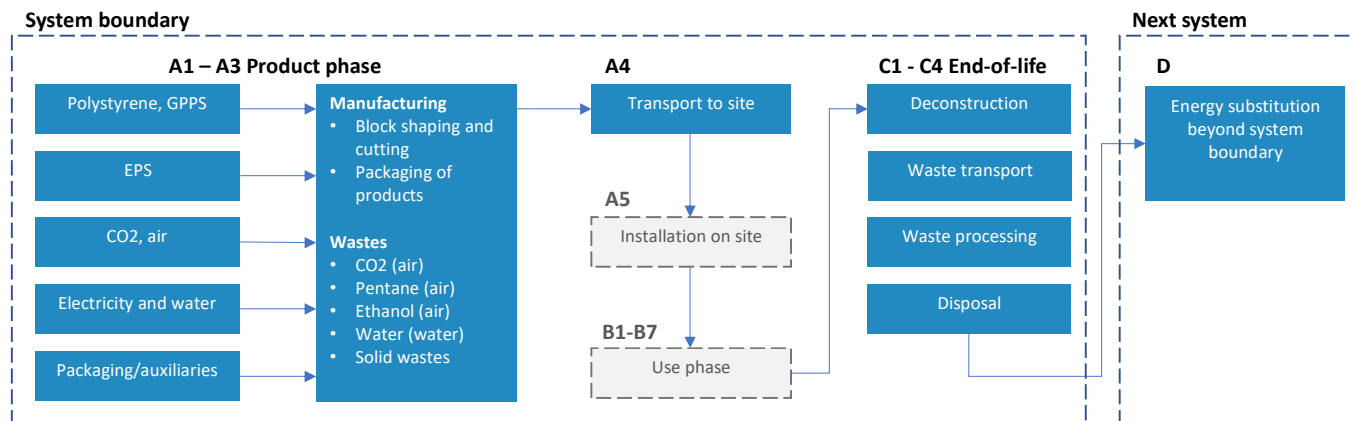 System boundary
Next system
A1 – A3 Product phase
A4
C1 - C4 End-of-life
D
Polystyrene, GPPS
EPS
CO2, air
Electricity and water
Packaging/auxiliaries
Manufacturing
• Block shaping and
cutting
• Packaging of
products
Wastes
• CO2 (air)
• Pentane (air)
• Ethanol (air)
• Water (water)
• Solid wastes
Transport to site
A5
Installation on site
B1-B7
Use phase
Deconstruction
Waste transport
Waste processing
Disposal
Energy substitution
beyond system
boundary